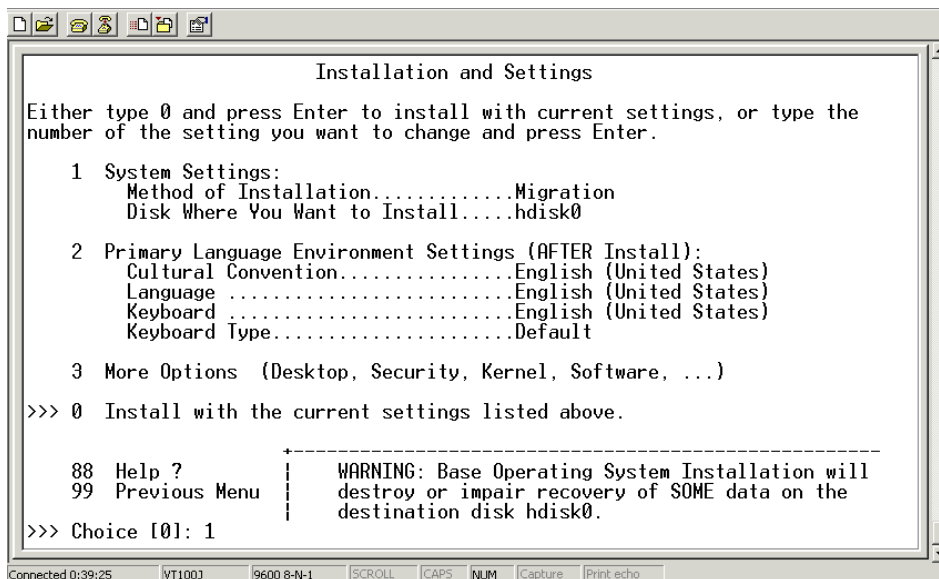 Installation and Settings
Either type 0 and press Enter to install with current settings, or type the
number of the setting you want to change and press Enter.
1 System Settings:
Method of Installation.............Migration
Disk Where You Want to Install.....hdisk0
2 Primary Language Environment Settings (AFTER Install):
Cultural Convention................English (United States)
Language ..........................English (United States)
Keyboard ..........................English (United States)
Keyboard Type......................Default
3 More Options (Desktop, Security, Kernel, Software, ...)
>>> 0 Install with the current settings listed above.
88 Help ?
99 Previous Menu
WARNING: Base Operating System Installation will
destroy or impair recovery of SOME data on the
destination disk hdisk0.
>>> Choice [0]: 1
Connected 0:39:25 VT100J 9600 8-N-1 SCROLL CAPS NUM Capture Print echo